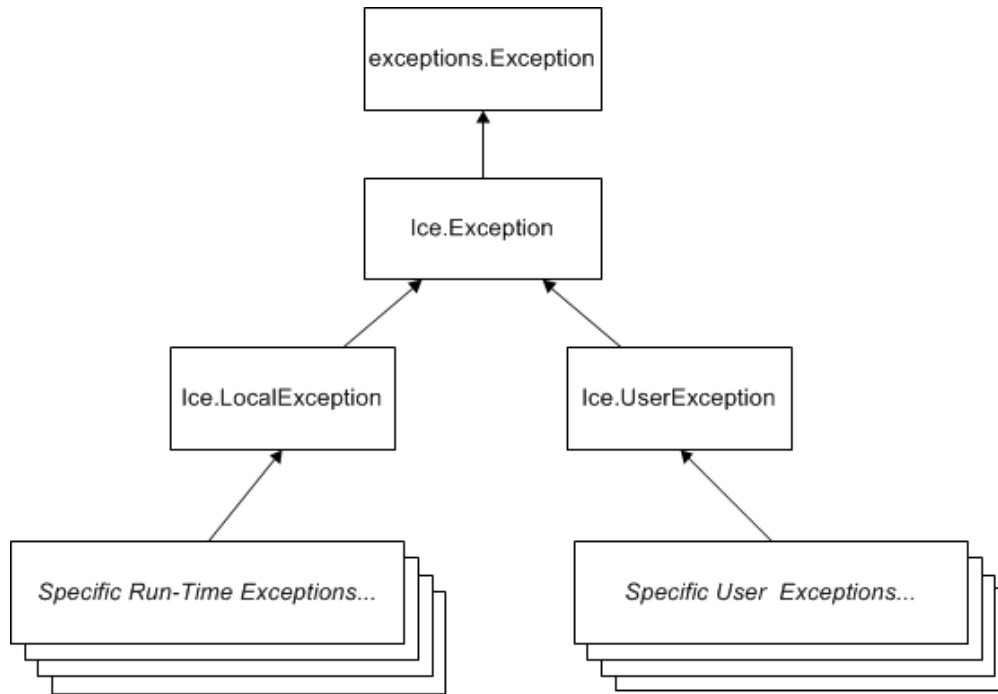 exceptions.Exception
Ice.Exception
Ice.LocalException
Ice.UserException
Specific Run-Time Exceptions...
Specific User Exceptions...